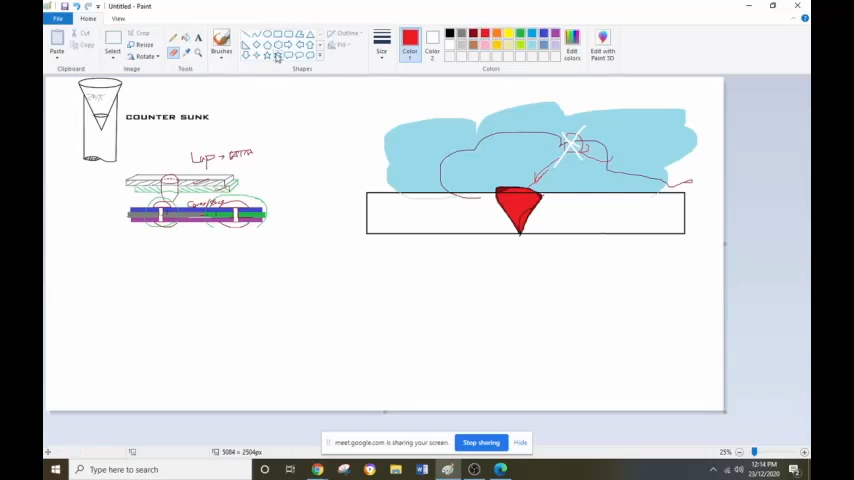 Untitled - Paint
File
Home
View
Paste
Cut
Copy
Clipboard
Select
Crop
Resize
Rotate
Image
Tools
Brushes
Shapes
Outline
Fill
Size
Color 1
Color 2
Colors
Edit colors
Edit with Paint 3D
COUNTER SUNK
Lap →
meet.google.com is sharing your screen.
Stop sharing
Hide
5084 × 2504px
25%
Type here to search
12:14 PM
23/12/2020